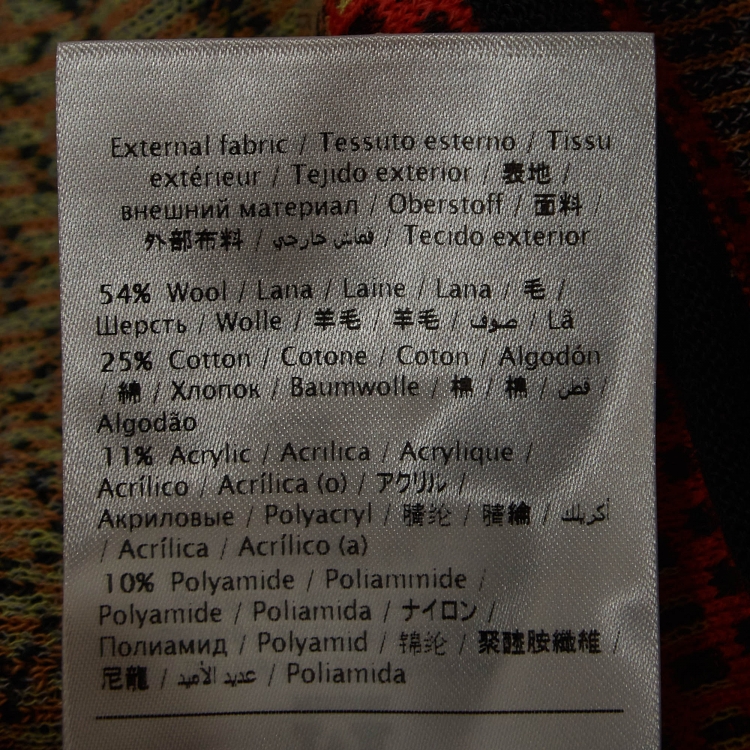 External fabric / Tessuto esterno / Tissu
extérieur / Tejido exterior / 表地 /
внешний материал / Oberstoff / 面料 /
外部布料 / قماش خارجي / Tecido exterior
54% Wool / Lana / Laine / Lana / 毛 /
Шерсть / Wolle / 羊毛 / 羊毛 / صوف / Lã
25% Cotton / Cotone / Coton / Algodón
/ 綿 / Хлопок / Baumwolle / 棉 / 棉 / قطن /
Algodão
11% Acrylic / Acrilica / Acrylique /
Acrílico / Acrílica (o) / アクリル /
Акриловые / Polyacryl / 腈纶 / 腈綸 / أكريلك
/ Acrílica / Acrílico (a)
10% Polyamide / Poliammide /
Polyamide / Poliamida / ナイロン /
Полиамид / Polyamid / 锦纶 / 聚醯胺纖維 /
尼龍 / عديد الأميد / Poliamida